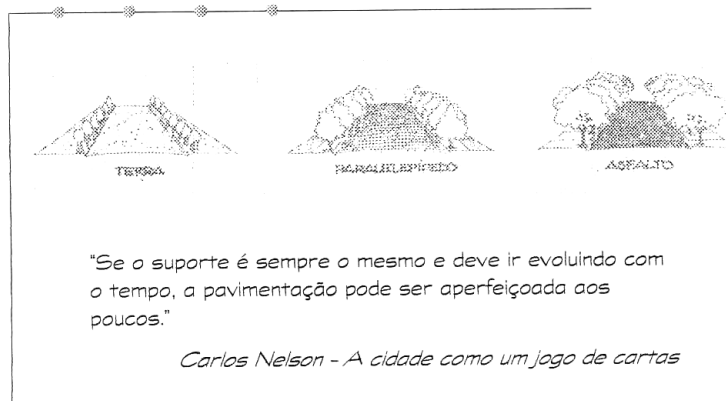 TERRA
PARALELEPÍPEDO
ASFALTO
"Se o suporte é sempre o mesmo e deve ir evoluindo com
o tempo, a pavimentação pode ser aperfeiçoada aos
poucos."
Carlos Nelson - A cidade como um jogo de cartas